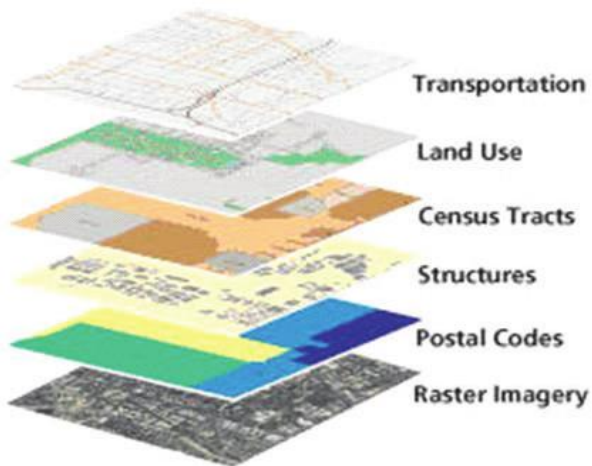 Transportation
Land Use
Census Tracts
Structures
Postal Codes
Raster Imagery